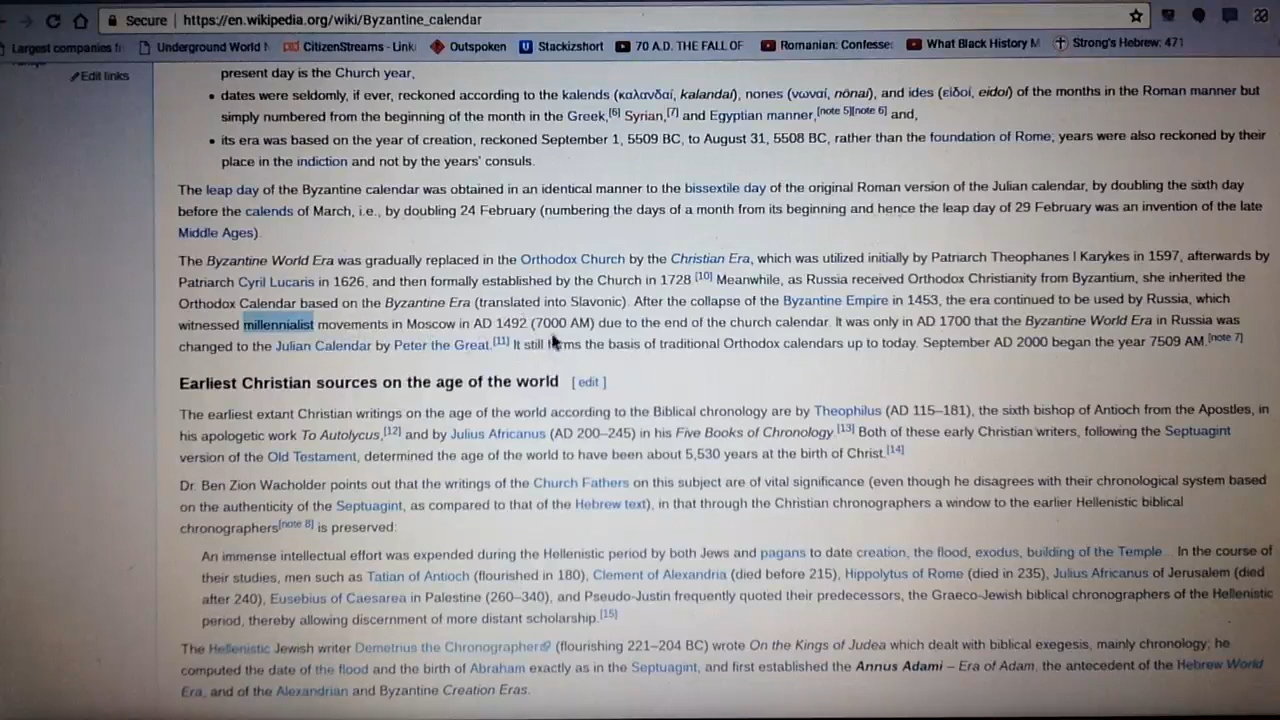 Secure | https://en.wikipedia.org/wiki/Byzantine_calendar
Largest companies Underground World CitizenStreams - Link Outspoken Stackizshort 70 A.D. THE FALL OF Romanian: Confesse What Black History M Strong's Hebrew: 471
Edit links
present day is the Church year,
• dates were seldomly, if ever, reckoned according to the kalends (καλανδαί, kalandaí), nones (νωναί, nōnai), and ides (εἰδοί, eidoi) of the months in the Roman manner but
simply numbered from the beginning of the month in the Greek,[6] Syrian,[7] and Egyptian manner,[note 5][note 6] and,
• its era was based on the year of creation, reckoned September 1, 5509 BC, to August 31, 5508 BC, rather than the foundation of Rome; years were also reckoned by their
place in the indiction and not by the years' consuls.
The leap day of the Byzantine calendar was obtained in an identical manner to the bissextile day of the original Roman version of the Julian calendar, by doubling the sixth day
before the calends of March, i.e., by doubling 24 February (numbering the days of a month from its beginning and hence the leap day of 29 February was an invention of the late
Middle Ages).
The Byzantine World Era was gradually replaced in the Orthodox Church by the Christian Era, which was utilized initially by Patriarch Theophanes I Karykes in 1597, afterwards by
Patriarch Cyril Lucaris in 1626, and then formally established by the Church in 1728.[10] Meanwhile, as Russia received Orthodox Christianity from Byzantium, she inherited the
Orthodox Calendar based on the Byzantine Era (translated into Slavonic). After the collapse of the Byzantine Empire in 1453, the era continued to be used by Russia, which
witnessed millennialist movements in Moscow in AD 1492 (7000 AM) due to the end of the church calendar. It was only in AD 1700 that the Byzantine World Era in Russia was
changed to the Julian Calendar by Peter the Great.[11] It still forms the basis of traditional Orthodox calendars up to today. September AD 2000 began the year 7509 AM.[note 7]
Earliest Christian sources on the age of the world [ edit ]
The earliest extant Christian writings on the age of the world according to the Biblical chronology are by Theophilus (AD 115–181), the sixth bishop of Antioch from the Apostles, in
his apologetic work To Autolycus,[12] and by Julius Africanus (AD 200–245) in his Five Books of Chronology.[13] Both of these early Christian writers, following the Septuagint
version of the Old Testament, determined the age of the world to have been about 5,530 years at the birth of Christ.[14]
Dr. Ben Zion Wacholder points out that the writings of the Church Fathers on this subject are of vital significance (even though he disagrees with their chronological system based
on the authenticity of the Septuagint, as compared to that of the Hebrew text), in that through the Christian chronographers a window to the earlier Hellenistic biblical
chronographers[note 8] is preserved:
An immense intellectual effort was expended during the Hellenistic period by both Jews and pagans to date creation, the flood, exodus, building of the Temple... In the course of
their studies, men such as Tatian of Antioch (flourished in 180), Clement of Alexandria (died before 215), Hippolytus of Rome (died in 235), Julius Africanus of Jerusalem (died
after 240), Eusebius of Caesarea in Palestine (260–340), and Pseudo-Justin frequently quoted their predecessors, the Graeco-Jewish biblical chronographers of the Hellenistic
period, thereby allowing discernment of more distant scholarship.[15]
The Hellenistic Jewish writer Demetrius the Chronographer (flourishing 221–204 BC) wrote On the Kings of Judea which dealt with biblical exegesis, mainly chronology; he
computed the date of the flood and the birth of Abraham exactly as in the Septuagint, and first established the Annus Adami – Era of Adam, the antecedent of the Hebrew World
Era, and of the Alexandrian and Byzantine Creation Eras.